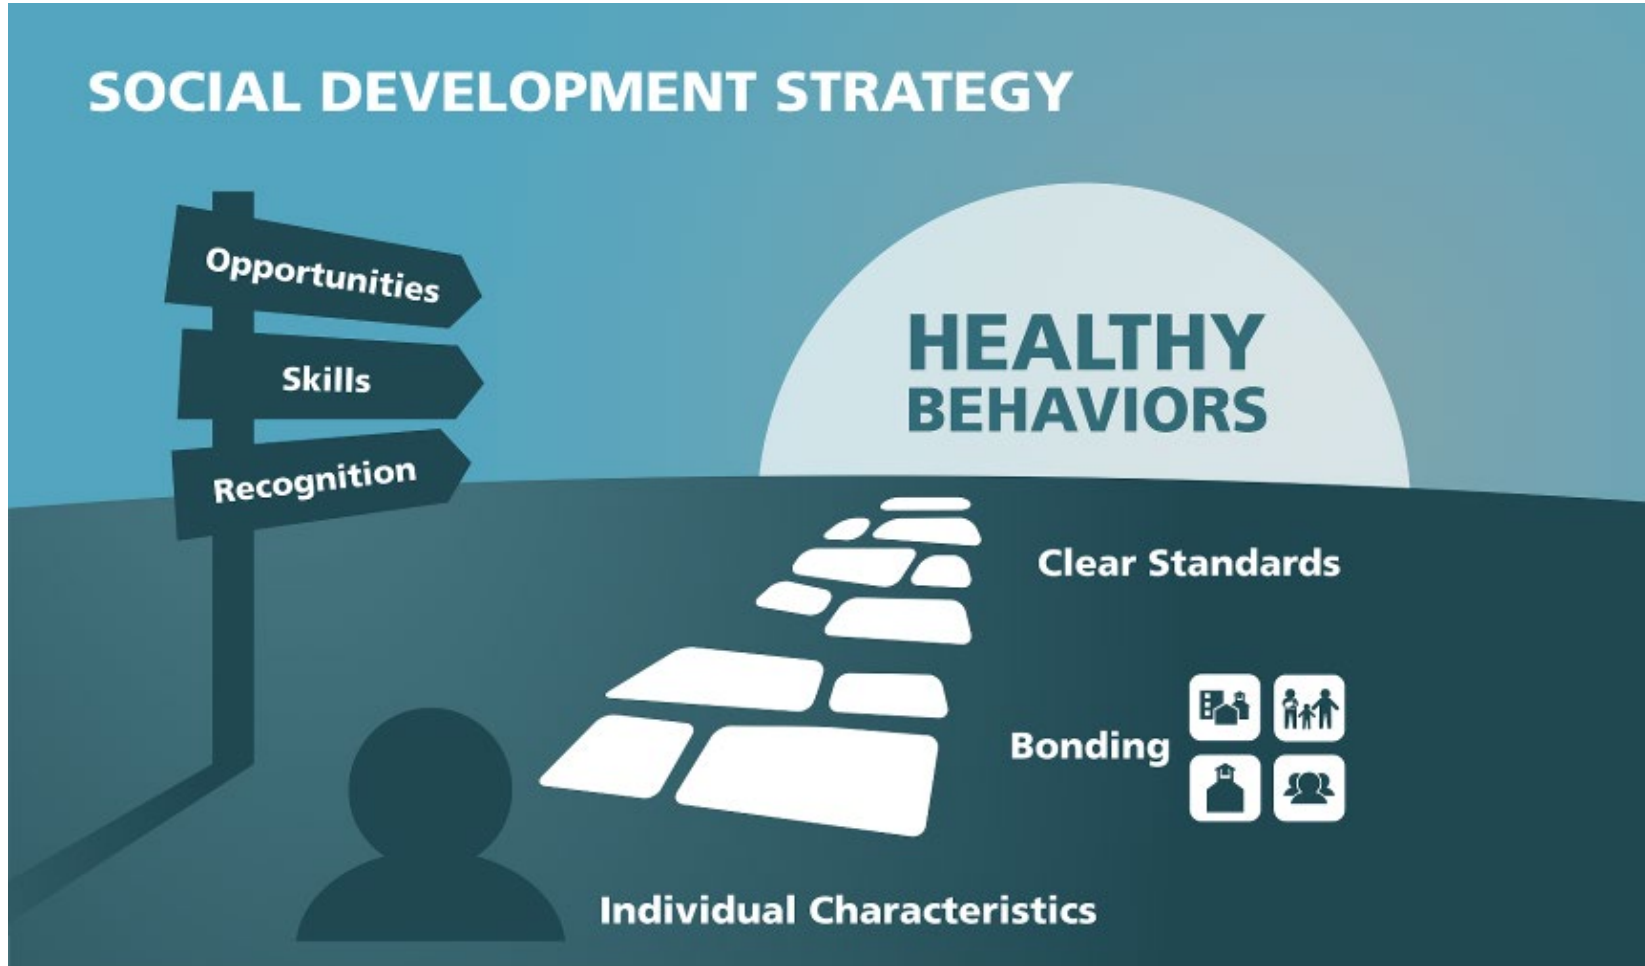 SOCIAL DEVELOPMENT STRATEGY
Opportunities
Skills
Recognition
HEALTHY
BEHAVIORS
Clear Standards
Bonding
Individual Characteristics